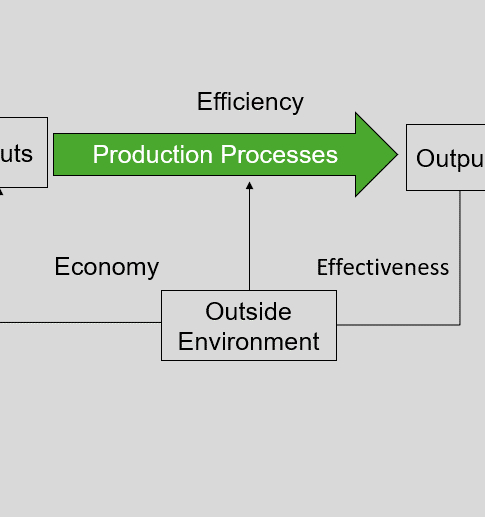 Efficiency
uts
Production Processes
Outpu
Economy
Effectiveness
Outside
Environment